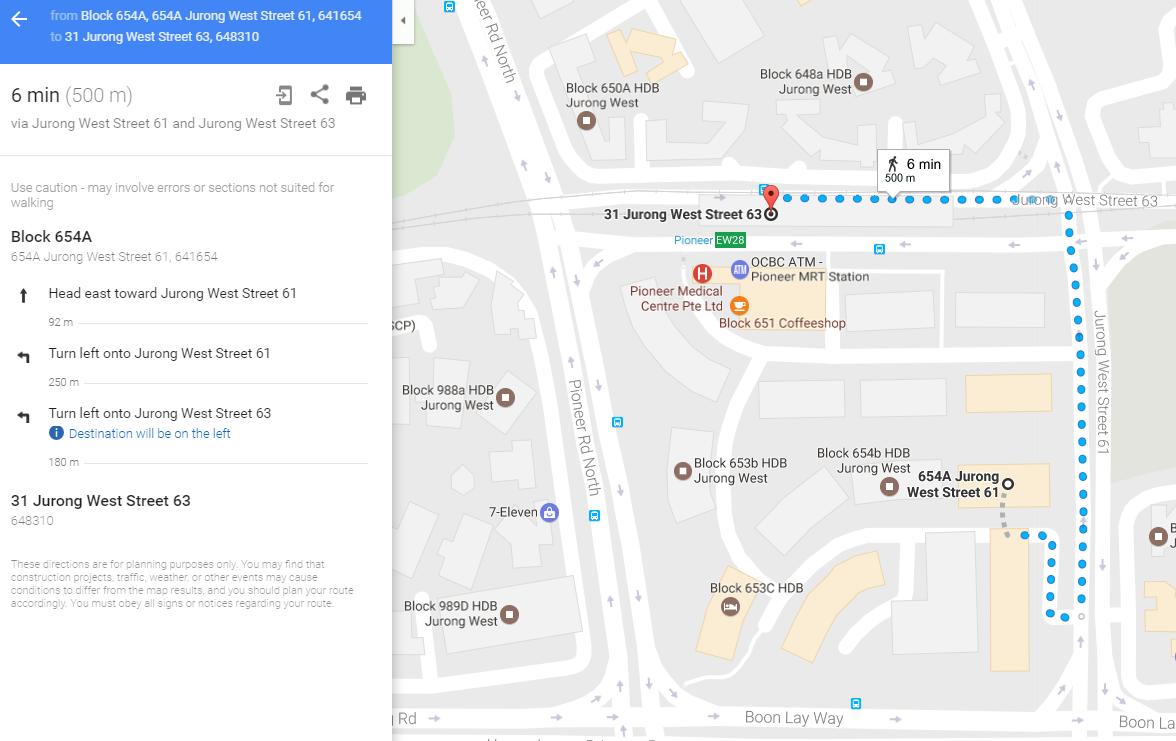 from Block 654A, 654A Jurong West Street 61, 641654
to 31 Jurong West Street 63, 648310
6 min (500 m)
via Jurong West Street 61 and Jurong West Street 63
Use caution - may involve errors or sections not suited for
walking
Block 654A
654A Jurong West Street 61, 641654
Head east toward Jurong West Street 61
92 m
Turn left onto Jurong West Street 61
250 m
Turn left onto Jurong West Street 63
Destination will be on the left
180 m
31 Jurong West Street 63
648310
These directions are for planning purposes only. You may find that
construction projects, traffic, weather, or other events may cause
conditions to differ from the map results, and you should plan your route
accordingly. You must obey all signs or notices regarding your route.
Pioneer Rd North
Block 650A HDB
Jurong West
Block 648a HDB
Jurong West
6 min
500 m
Jurong West Street 63
31 Jurong West Street 63
Pioneer EW28
OCBC ATM -
Pioneer MRT Station
ATM
H
Pioneer Medical
Centre Pte Ltd
Block 651 Coffeeshop
SCP)
Jurong West Street 61
Block 988a HDB
Jurong West
Pioneer Rd North
Block 653b HDB
Jurong West
Block 654b HDB
Jurong West
654A Jurong
West Street 61
7-Eleven
Block 653C HDB
Block 989D HDB
Jurong West
Rd
Boon Lay Way
Boon La